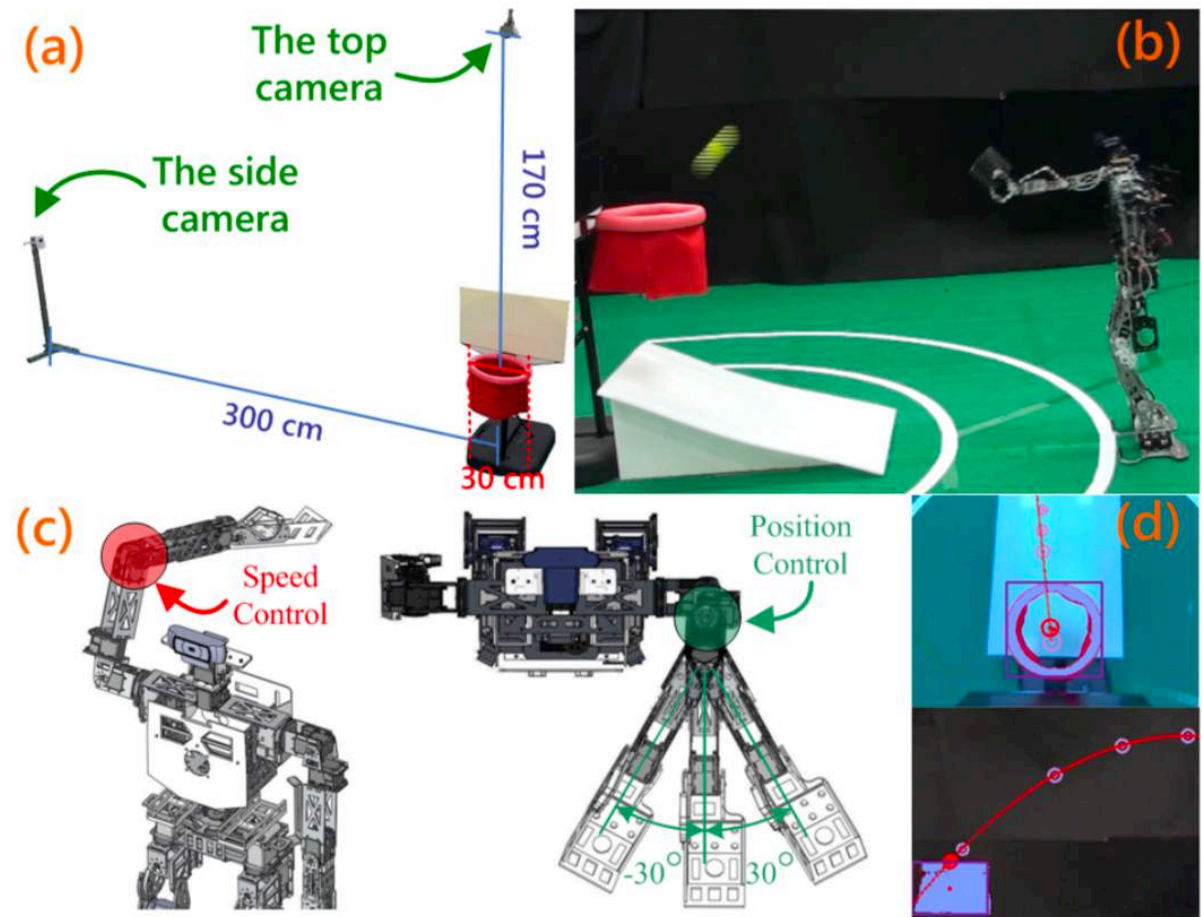 (a)
The top
camera
The side
camera
170 cm
300 cm
30 cm
(b)
(c)
Speed
Control
Position
Control
-30°
30°
(d)